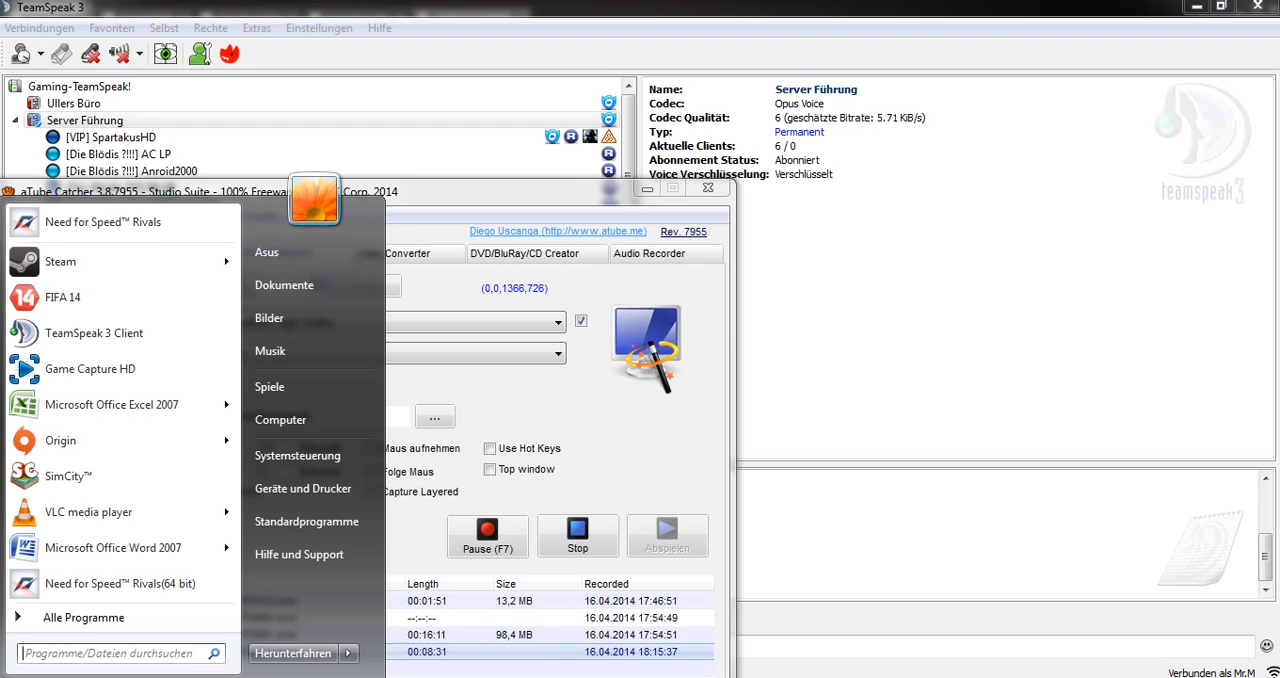 TeamSpeak 3
Verbindungen Favoriten Selbst Rechte Extras Einstellungen Hilfe
Gaming-TeamSpeak!
Ullers Büro
Server Führung
[VIP] SpartakusHD
[Die Blödis ?!!!] AC LP
[Die Blödis ?!!!] Anroid2000
Name: Server Führung
Codec: Opus Voice
Codec Qualität: 6 (geschätzte Bitrate: 5.71 KiB/s)
Typ: Permanent
Aktuelle Clients: 6 / 0
Abonnement Status: Abonniert
Voice Verschlüsselung: Verschlüsselt
teamspeak3
aTube Catcher 3.8.7955 - Studio Suite - 100% Freewa Corp. 2014
Diego Uscanga (http://www.atube.me) Rev. 7955
Converter DVD/BluRay/CD Creator Audio Recorder
(0,0,1366,726)
...
Maus aufnehmen Use Hot Keys
Folge Maus Top window
Capture Layered
Pause (F7) Stop Abspielen
Length Size Recorded
00:01:51 13,2 MB 16.04.2014 17:46:51
--:--:-- 16.04.2014 17:54:49
00:16:11 98,4 MB 16.04.2014 17:54:51
00:08:31 16.04.2014 18:15:37
Need for Speed™ Rivals
Steam
14 FIFA 14
TeamSpeak 3 Client
Game Capture HD
Microsoft Office Excel 2007
Origin
SimCity™
VLC media player
Microsoft Office Word 2007
Need for Speed™ Rivals(64 bit)
Alle Programme
Programme/Dateien durchsuchen
Asus
Dokumente
Bilder
Musik
Spiele
Computer
Systemsteuerung
Geräte und Drucker
Standardprogramme
Hilfe und Support
Herunterfahren
Verbunden als Mr.M